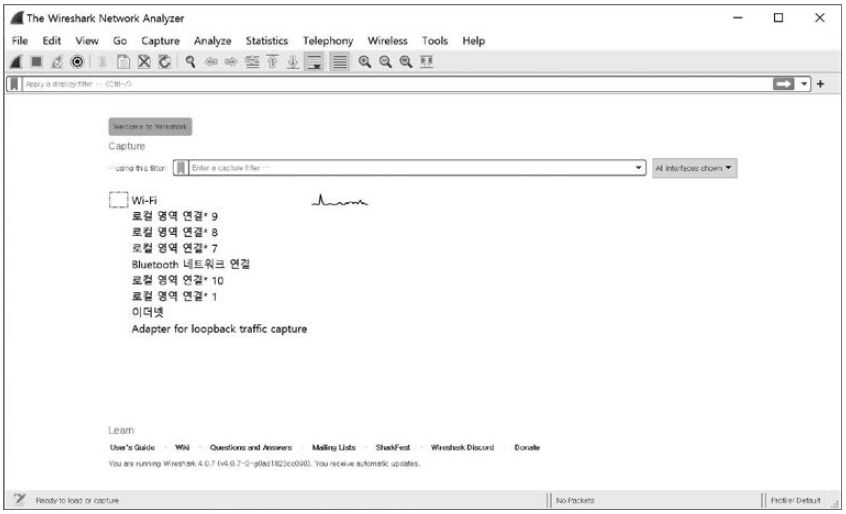 The Wireshark Network Analyzer
File Edit View Go Capture Analyze Statistics Telephony Wireless Tools Help
Apply a display filter ... <Ctrl-/>
Welcome to Wireshark
Capture
...using this filter: Enter a capture filter ... All interfaces shown
Wi-Fi
로컬 영역 연결* 9
로컬 영역 연결* 8
로컬 영역 연결* 7
Bluetooth 네트워크 연결
로컬 영역 연결* 10
로컬 영역 연결* 1
이더넷
Adapter for loopback traffic capture
Learn
User's Guide · Wiki · Questions and Answers · Mailing Lists · SharkFest · Wireshark Discord · Donate
You are running Wireshark 4.0.7 (v4.0.7-0-g0ad1823cc090). You receive automatic updates.
Ready to load or capture No Packets Profile: Default